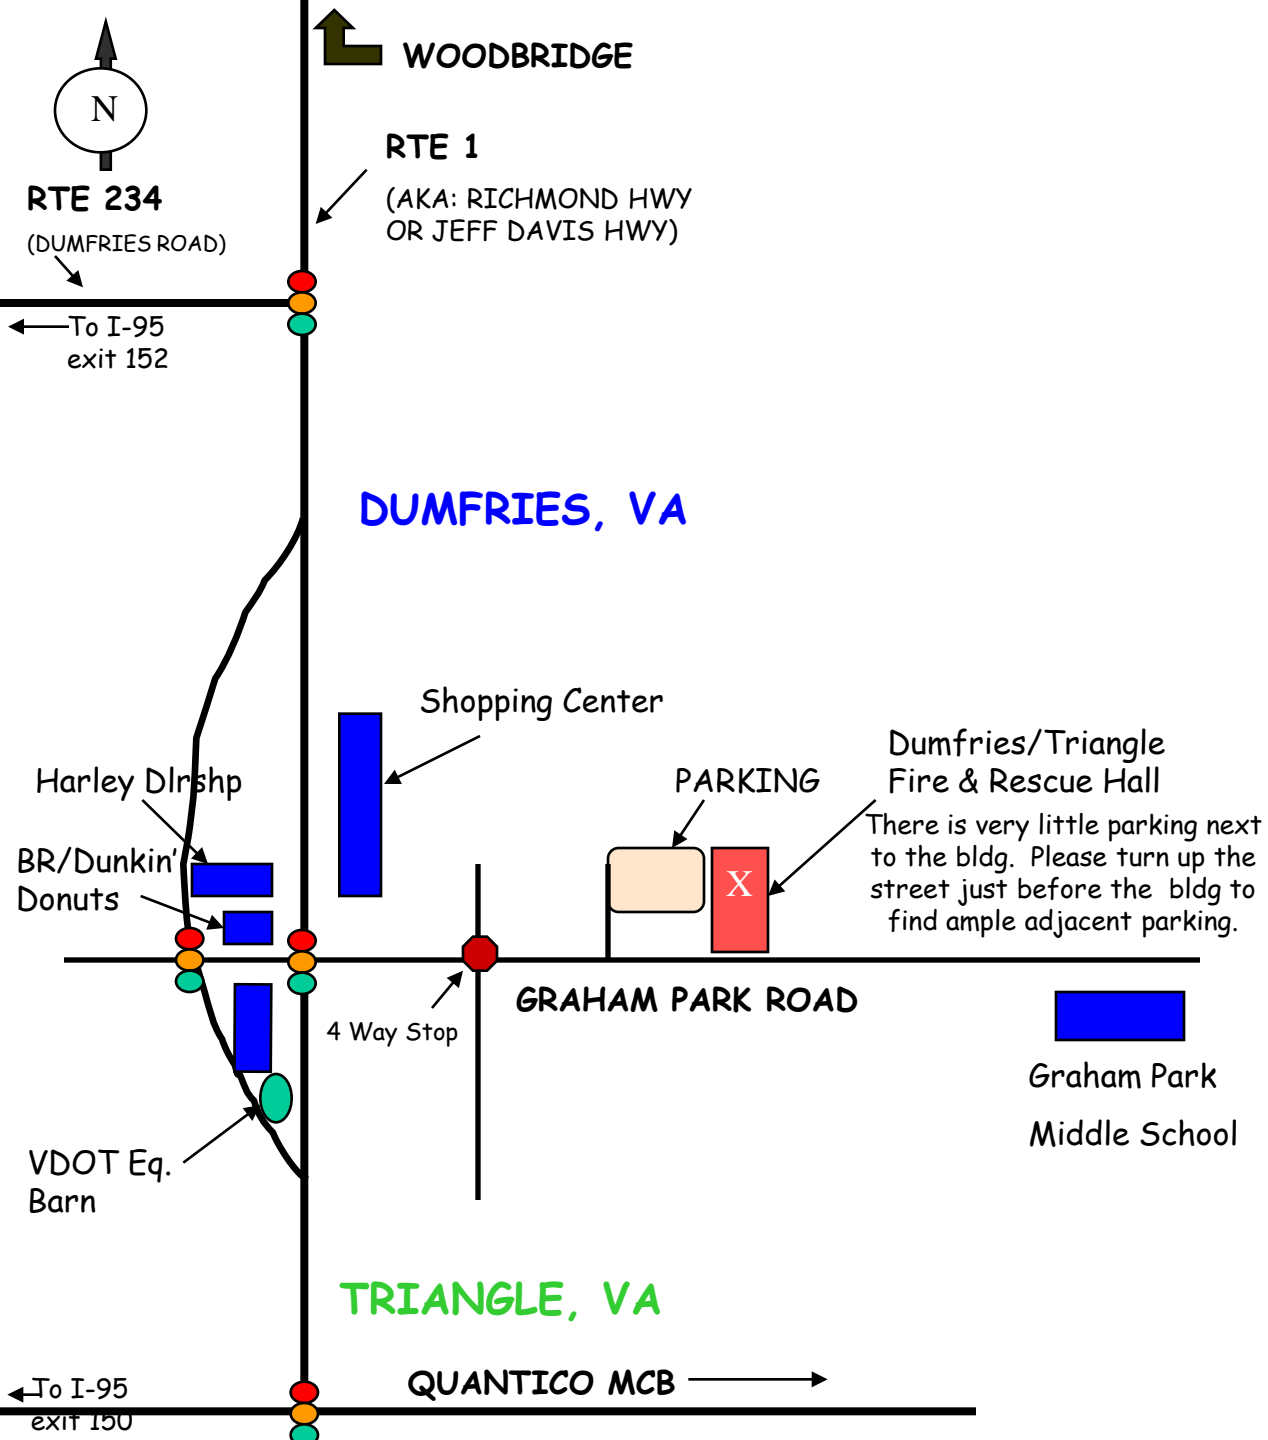 WOODBRIDGE
N
RTE 1
(AKA: RICHMOND HWY
OR JEFF DAVIS HWY)
RTE 234
(DUMFRIES ROAD)
To I-95
exit 152
DUMFRIES, VA
Shopping Center
Harley Dlrshp
PARKING
Dumfries/Triangle
Fire & Rescue Hall
There is very little parking next
to the bldg. Please turn up the
street just before the bldg to
find ample adjacent parking.
BR/Dunkin'
Donuts
X
GRAHAM PARK ROAD
4 Way Stop
Graham Park
Middle School
VDOT Eq.
Barn
TRIANGLE, VA
QUANTICO MCB
To I-95
exit 150